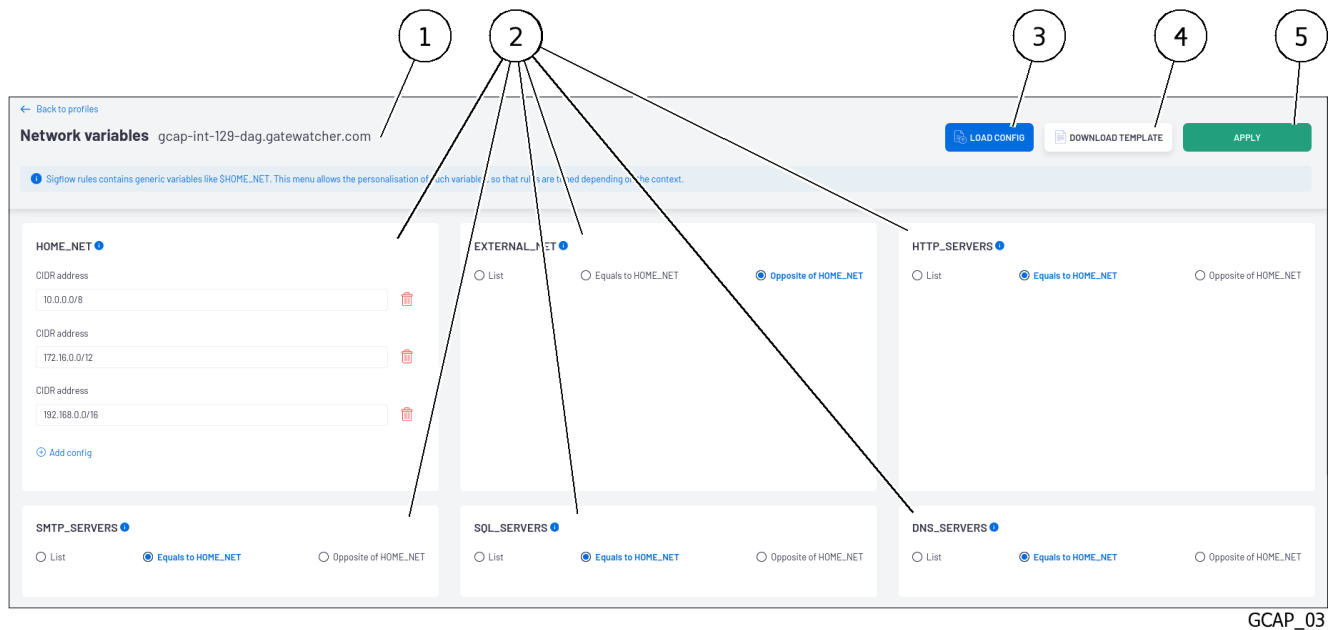 1
2
3
4
5
Back to profiles
Network variables gcap-int-129-dag.gatewatcher.com
LOAD CONFIG
DOWNLOAD TEMPLATE
APPLY
Sigflow rules contains generic variables like $HOME_NET. This menu allows the personalisation of such variables, so that rules are tuned depending on the context.
HOME_NET
CIDR address
10.0.0.0/8
CIDR address
172.16.0.0/12
CIDR address
192.168.0.0/16
Add config
EXTERNAL_NET
List Equals to HOME_NET Opposite of HOME_NET
HTTP_SERVERS
List Equals to HOME_NET Opposite of HOME_NET
SMTP_SERVERS
List Equals to HOME_NET Opposite of HOME_NET
SQL_SERVERS
List Equals to HOME_NET Opposite of HOME_NET
DNS_SERVERS
List Equals to HOME_NET Opposite of HOME_NET
GCAP_03